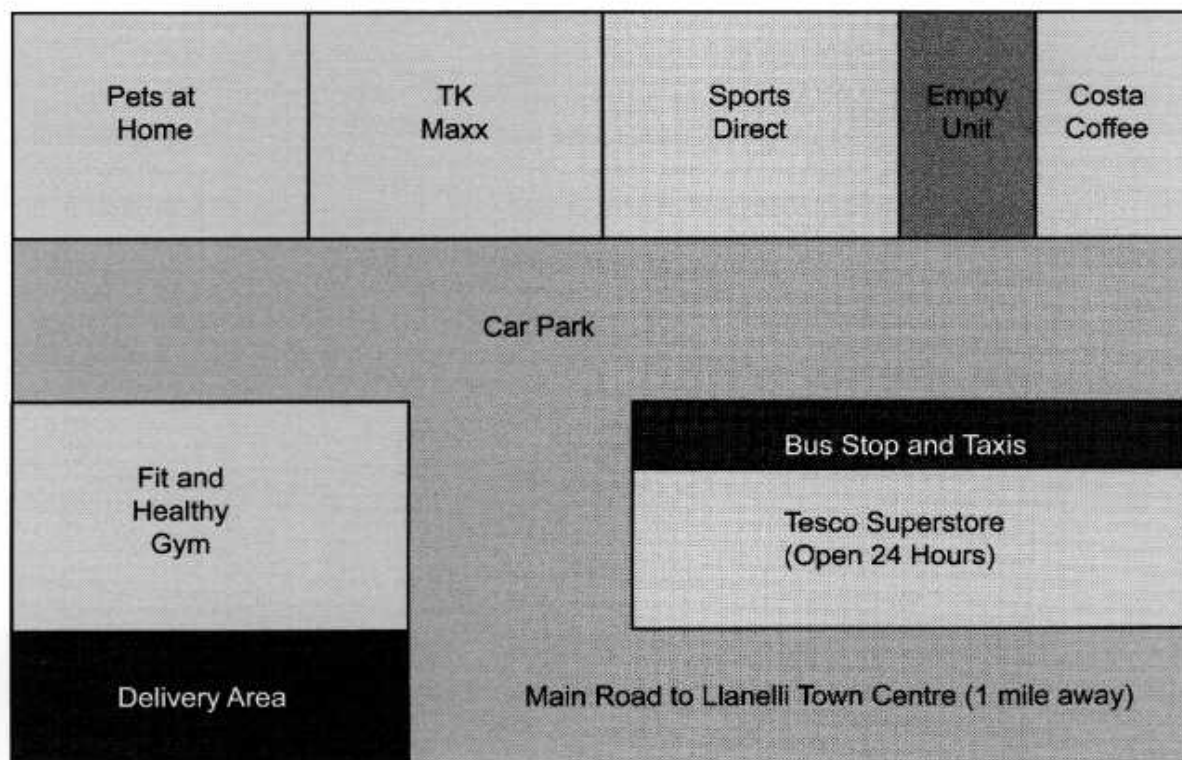 Pets at
Home
TK
Maxx
Sports
Direct
Empty
Unit
Costa
Coffee
Car Park
Bus Stop and Taxis
Fit and
Healthy
Gym
Tesco Superstore
(Open 24 Hours)
Delivery Area
Main Road to Llanelli Town Centre (1 mile away)